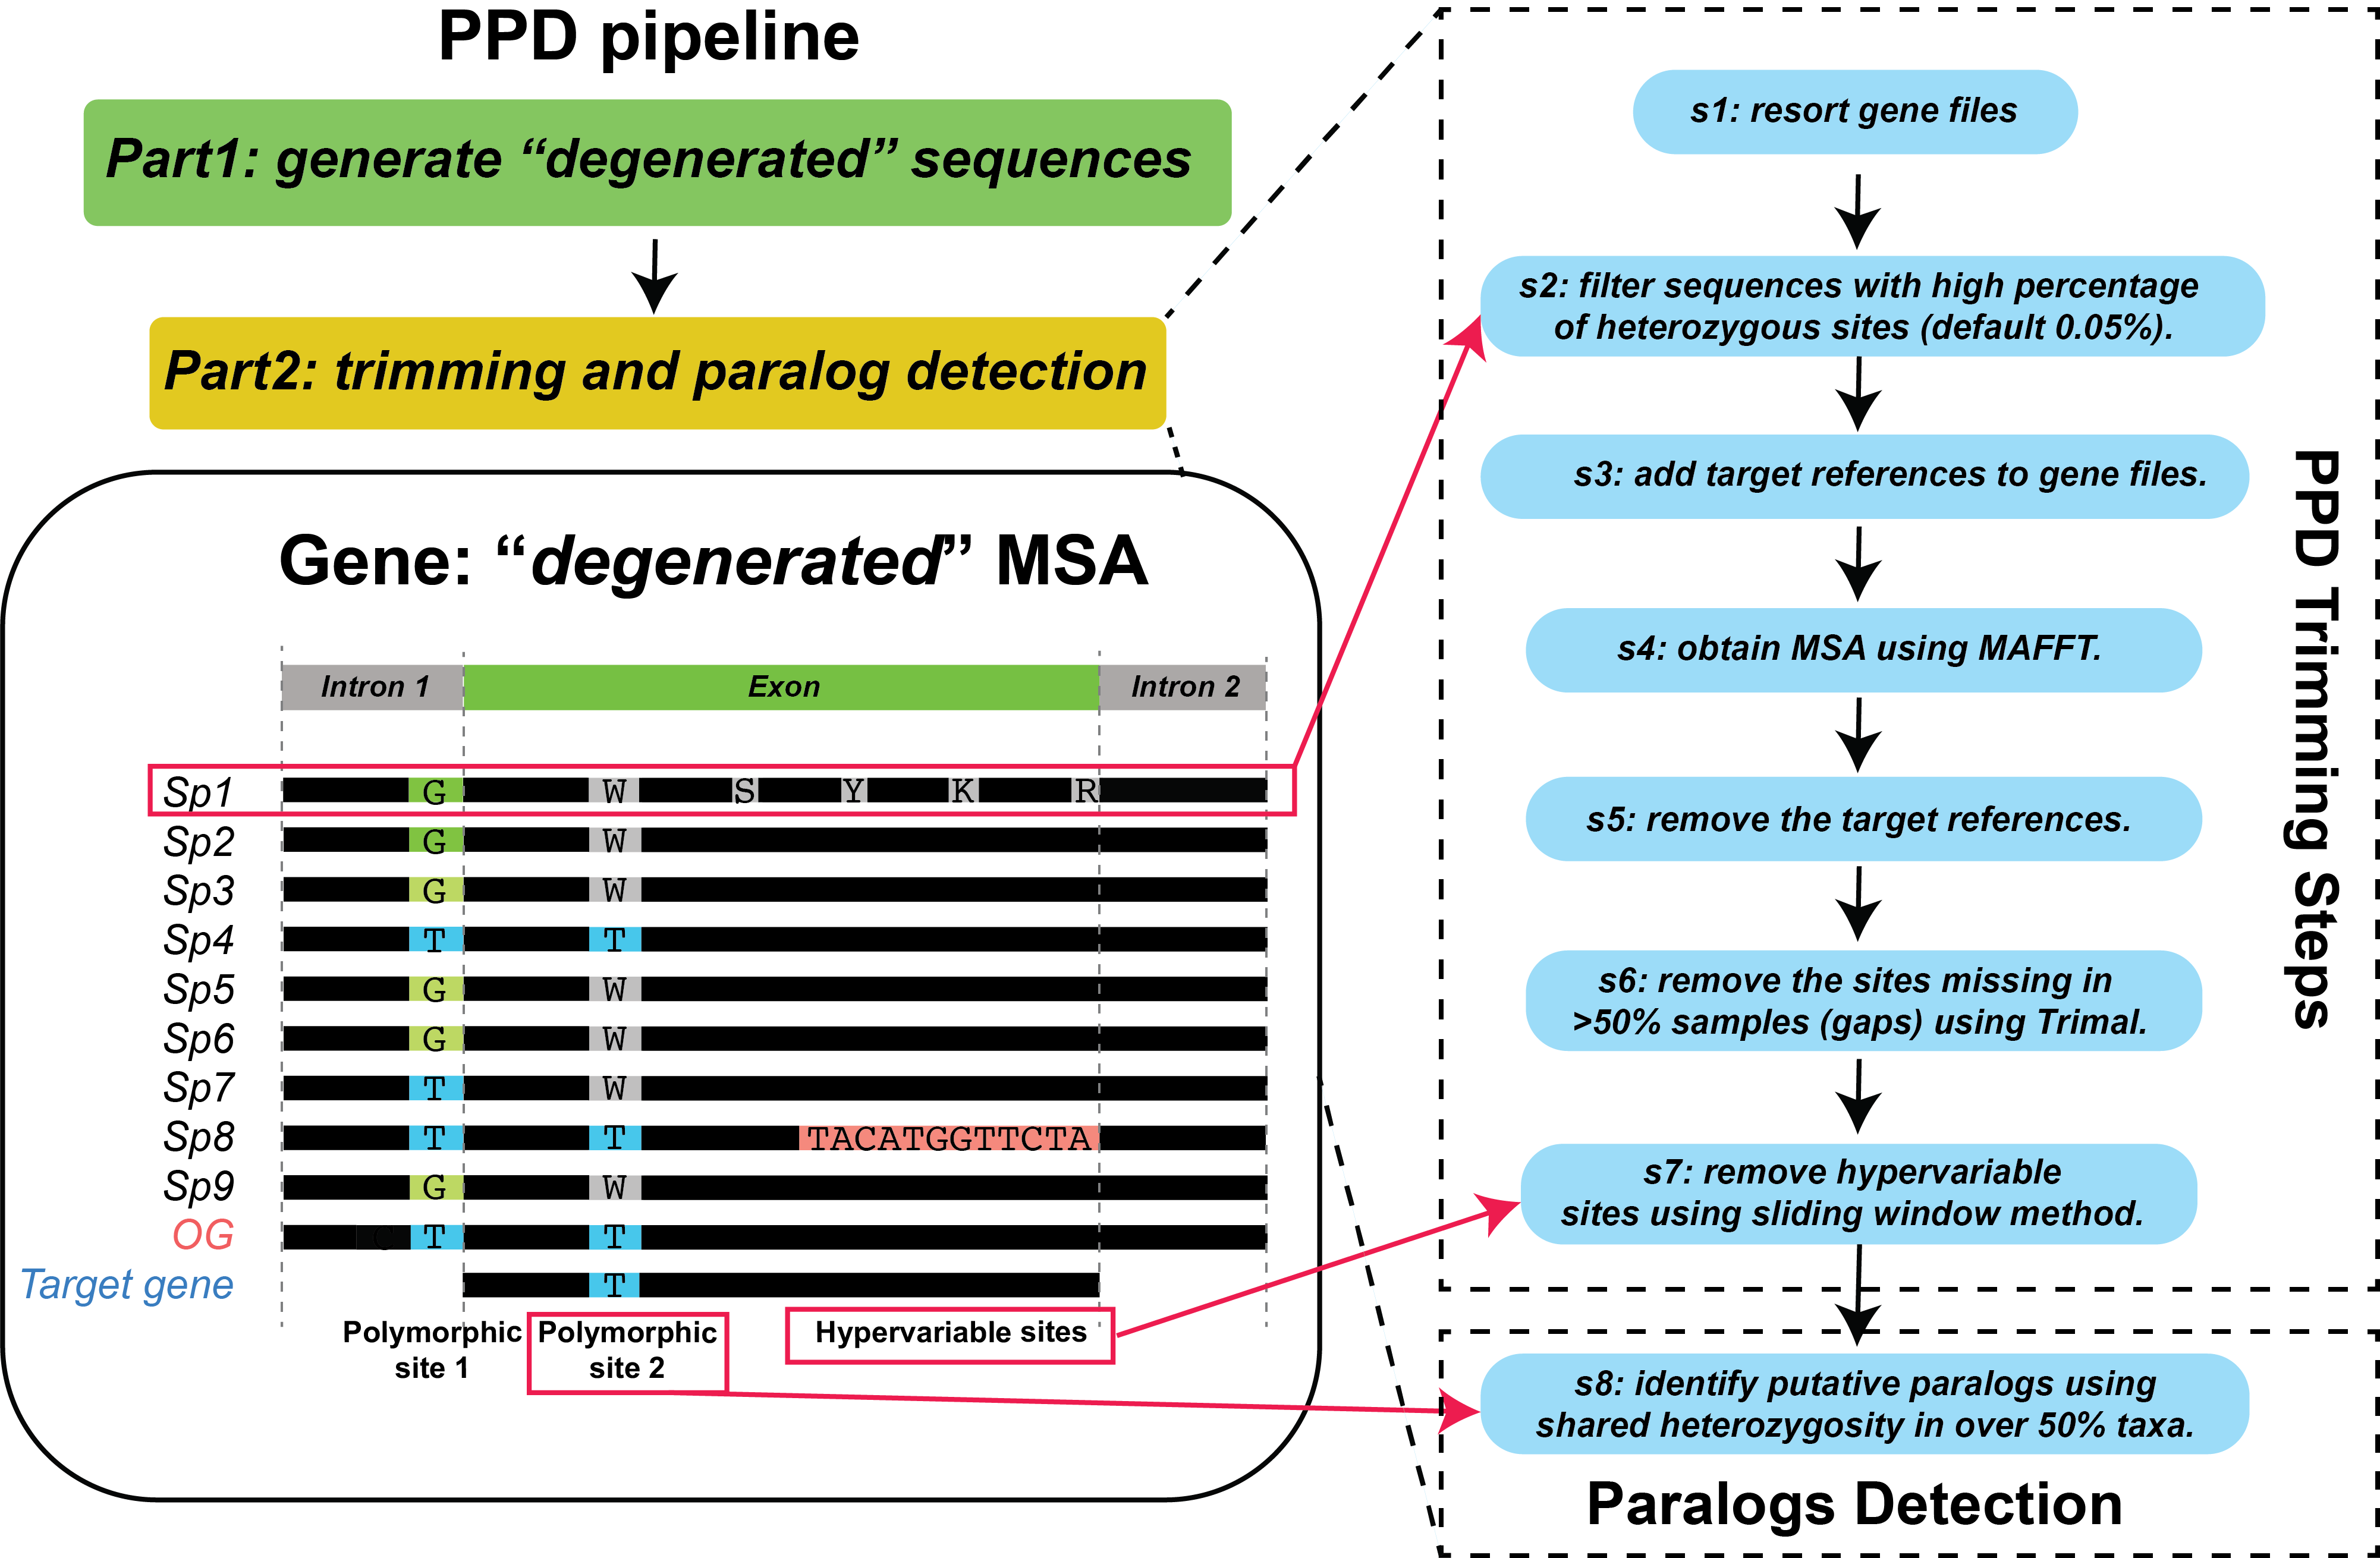 PPD pipeline
Part1: generate “degenerated” sequences
Part2: trimming and paralog detection
Gene: “degenerated” MSA
Intron 1 Exon Intron 2
Sp1 G W S Y K R
Sp2 G W
Sp3 G W
Sp4 T T
Sp5 G W
Sp6 G W
Sp7 T W
Sp8 T T TACATGGTTCTA
Sp9 G W
OG C T T
Target gene T
Polymorphic
site 1
Polymorphic
site 2
Hypervariable sites
s1: resort gene files
s2: filter sequences with high percentage
of heterozygous sites (default 0.05%).
s3: add target references to gene files.
s4: obtain MSA using MAFFT.
s5: remove the target references.
s6: remove the sites missing in
>50% samples (gaps) using Trimal.
s7: remove hypervariable
sites using sliding window method.
PPD Trimming Steps
s8: identify putative paralogs using
shared heterozygosity in over 50% taxa.
Paralogs Detection